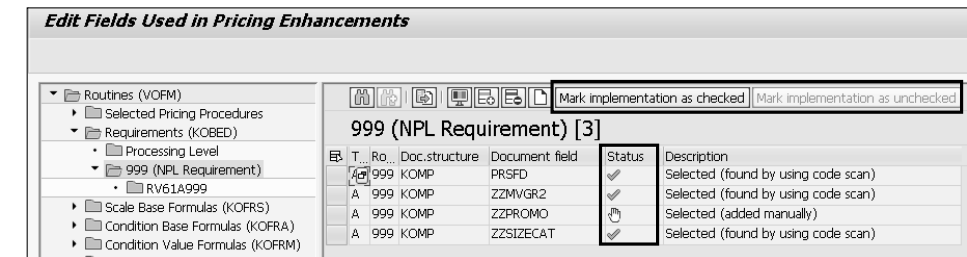 Edit Fields Used in Pricing Enhancements
Routines (VOFM)
Selected Pricing Procedures
Requirements (KOBED)
Processing Level
999 (NPL Requirement)
RV61A999
Scale Base Formulas (KOFRS)
Condition Base Formulas (KOFRA)
Condition Value Formulas (KOFRM)
Mark implementation as checked Mark implementation as unchecked
999 (NPL Requirement) [3]
T... Ro... Doc.structure Document field Status Description
A 999 KOMP PRSFD Selected (found by using code scan)
A 999 KOMP ZZMVGR2 Selected (found by using code scan)
A 999 KOMP ZZPROMO Selected (added manually)
A 999 KOMP ZZSIZECAT Selected (found by using code scan)